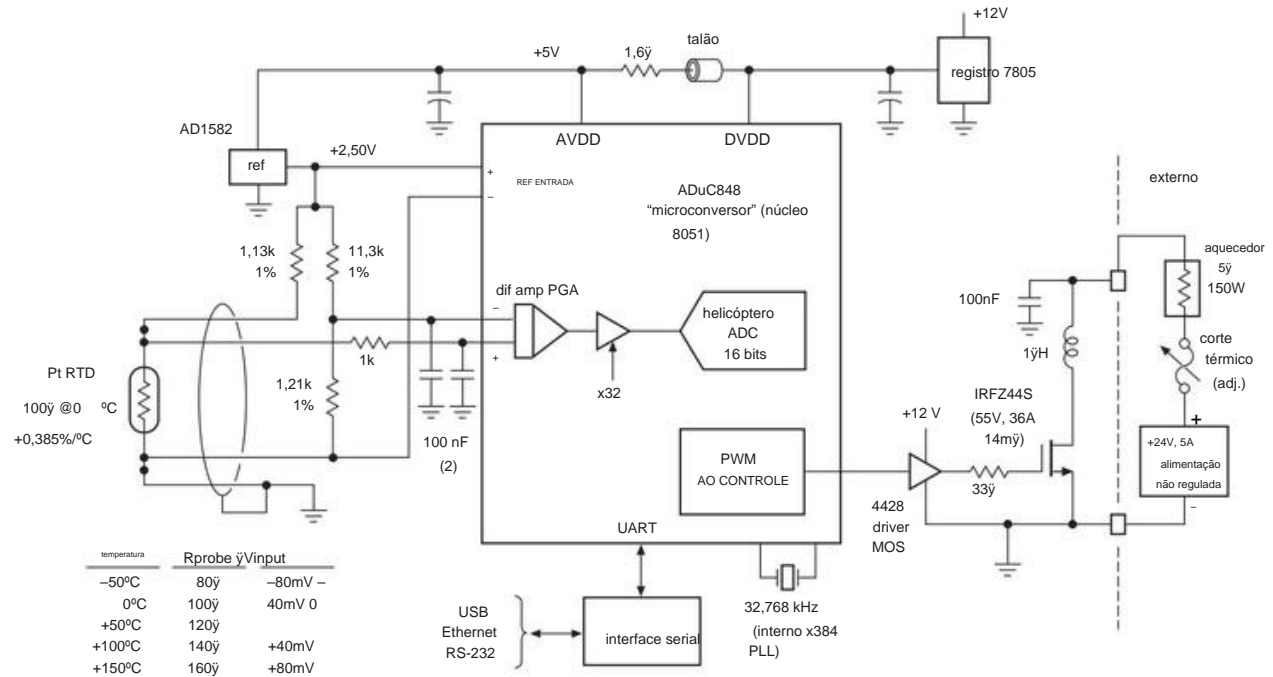 +12V
talão
+5V
1,6ÿ
registro 7805
AD1582
ref
+2,50V
AVDD
DVDD
+
REF ENTRADA
–
ADuC848
“microconversor” (núcleo
8051)
externo
1,13k
1%
11,3k
1%
aquecedor
5ÿ
150W
dif amp PGA
–
+
100nF
helicóptero
ADC
16 bits
1ÿH
corte
térmico
(adj.)
1k
x32
Pt RTD
100ÿ @0 ºC
+0,385%/ºC
1,21k
1%
IRFZ44S
(55V, 36A
14mÿ)
+12 V
+
+24V, 5A
alimentação
não regulada
–
100 nF
(2)
PWM
AO CONTROLE
33ÿ
4428
driver
MOS
UART
temperatura Rprobe ÿVinput
–50ºC 80ÿ –80mV –
0ºC 100ÿ 40mV 0
+50ºC 120ÿ
+100ºC 140ÿ +40mV
+150ºC 160ÿ +80mV
USB
Ethernet
RS-232
interface serial
32,768 kHz
(interno x384
PLL)